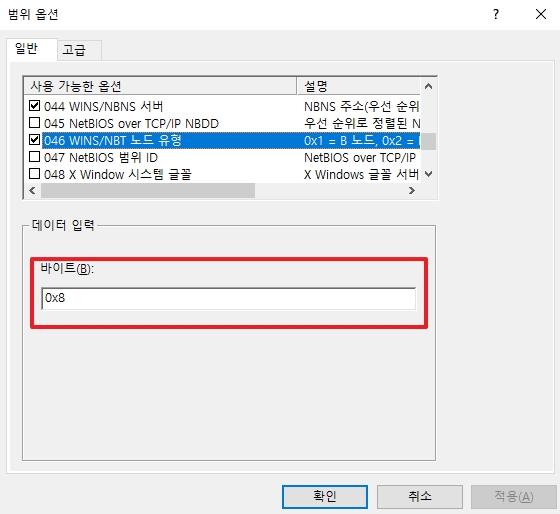 범위 옵션
? ×
일반 고급
사용 가능한 옵션 설명
044 WINS/NBNS 서버 NBNS 주소(우선 순위
045 NetBIOS over TCP/IP NBDD 우선 순위로 정렬된 N
046 WINS/NBT 노드 유형 0x1 = B 노드, 0x2 =
047 NetBIOS 범위 ID NetBIOS over TCP/IP
048 X Window 시스템 글꼴 X Windows 글꼴 서버
데이터 입력
바이트(B):
0x8
확인 취소 적용(A)